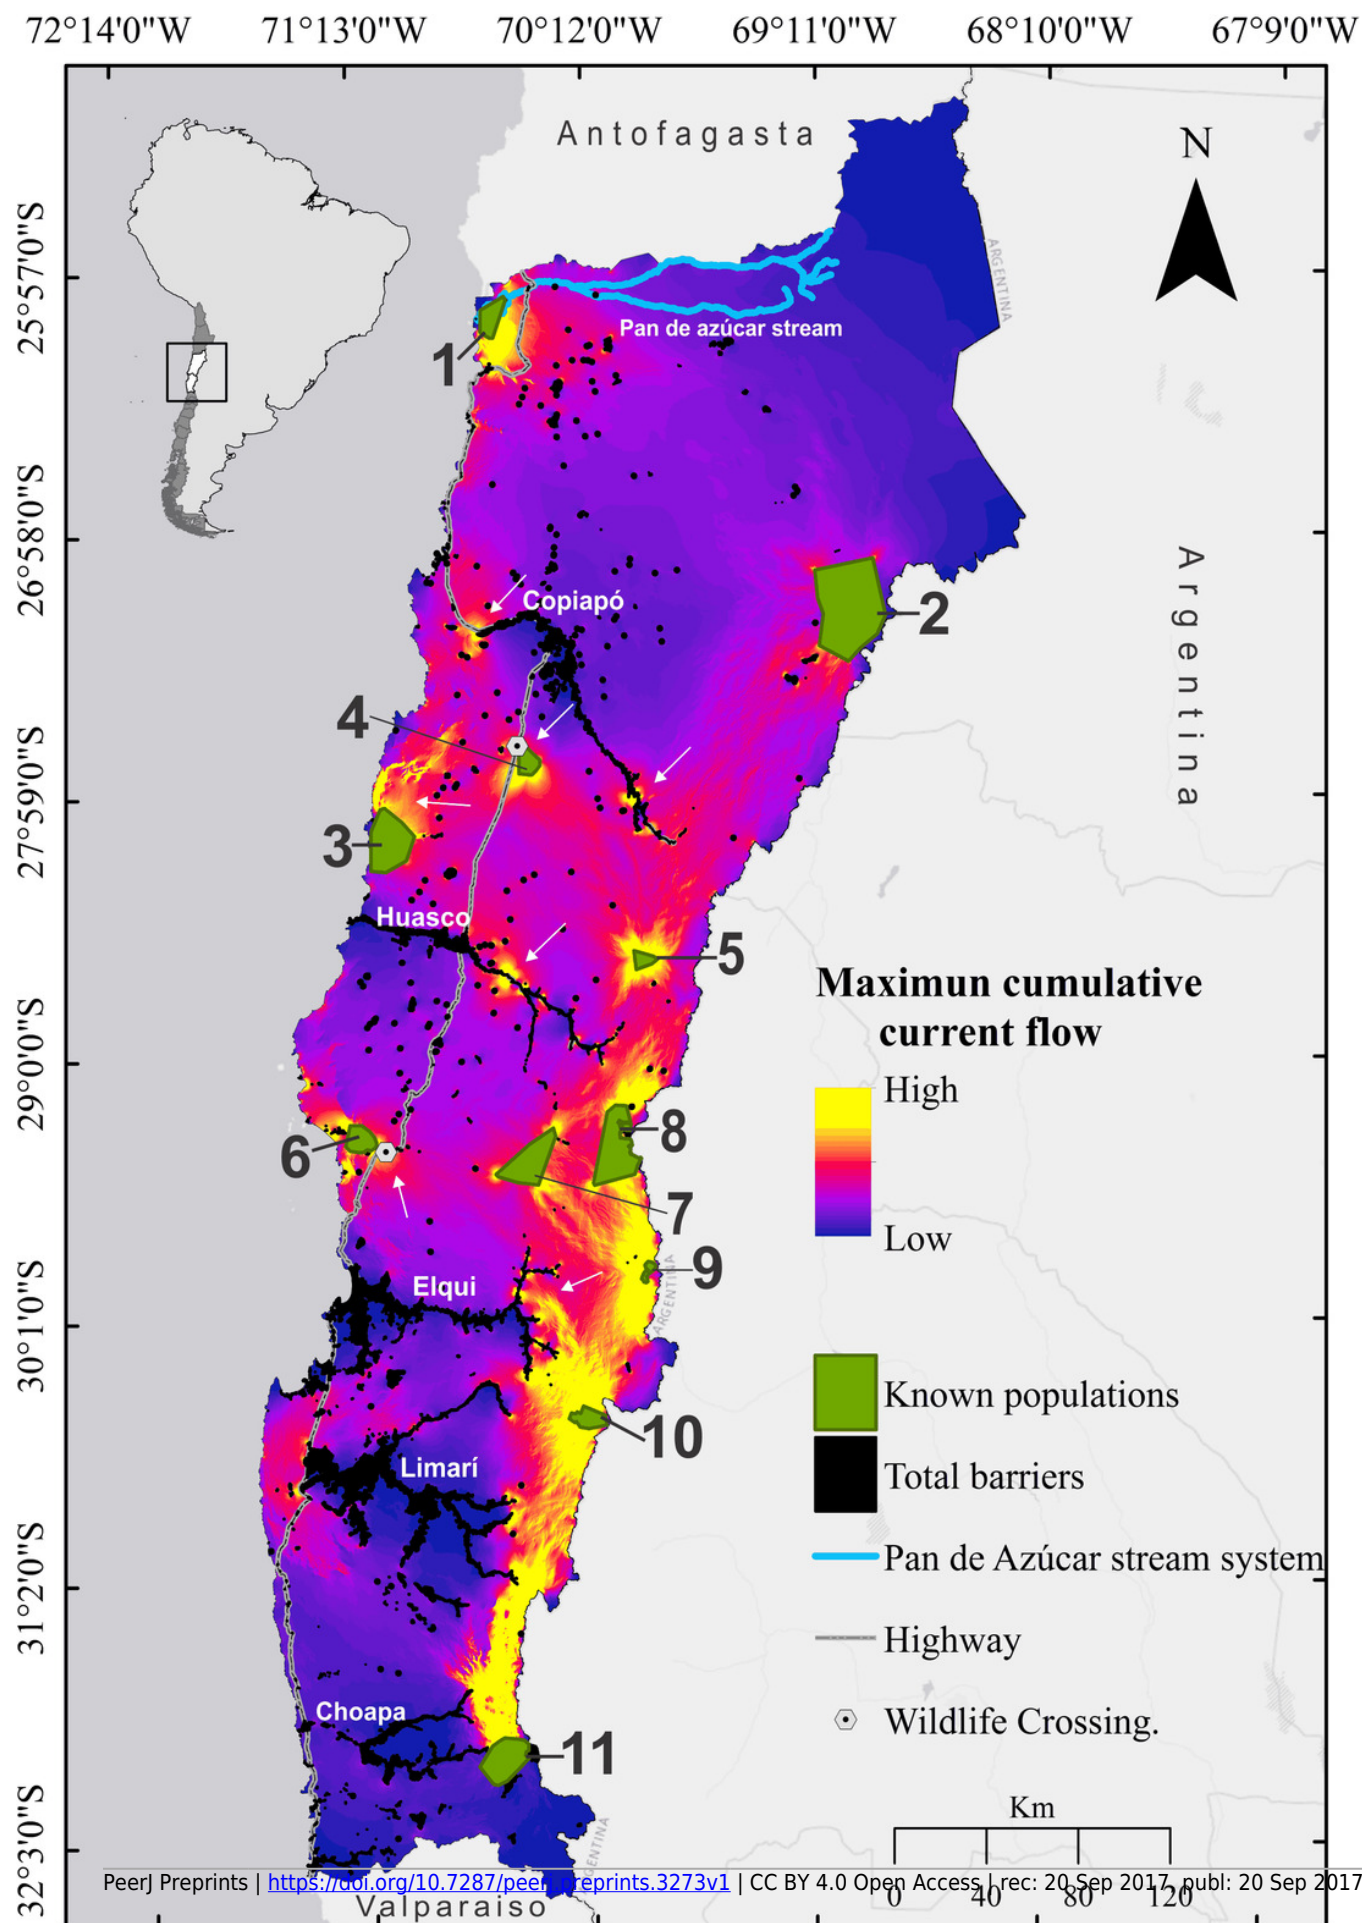 72°14'0"W 71°13'0"W 70°12'0"W 69°11'0"W 68°10'0"W 67°9'0"W
Antofagasta
N
25°57'0"S
ARGENTINA
Pan de azúcar stream
1
26°58'0"S
Copiapó
2
Argentina
4
27°59'0"S
3
Huasco
5
Maximun cumulative
current flow
29°0'0"S
High
8
6
7
Low
9
ARGENTINA
Elqui
30°1'0"S
Known populations
10
Limarí
Total barriers
Pan de Azúcar stream system
31°2'0"S
Highway
Choapa
Wildlife Crossing.
11
Km
32°3'0"S
ARGENTINA
0 40 80 120
PeerJ Preprints | https://doi.org/10.7287/peerj.preprints.3273v1 | CC BY 4.0 Open Access | rec: 20 Sep 2017, publ: 20 Sep 2017
Valparaiso